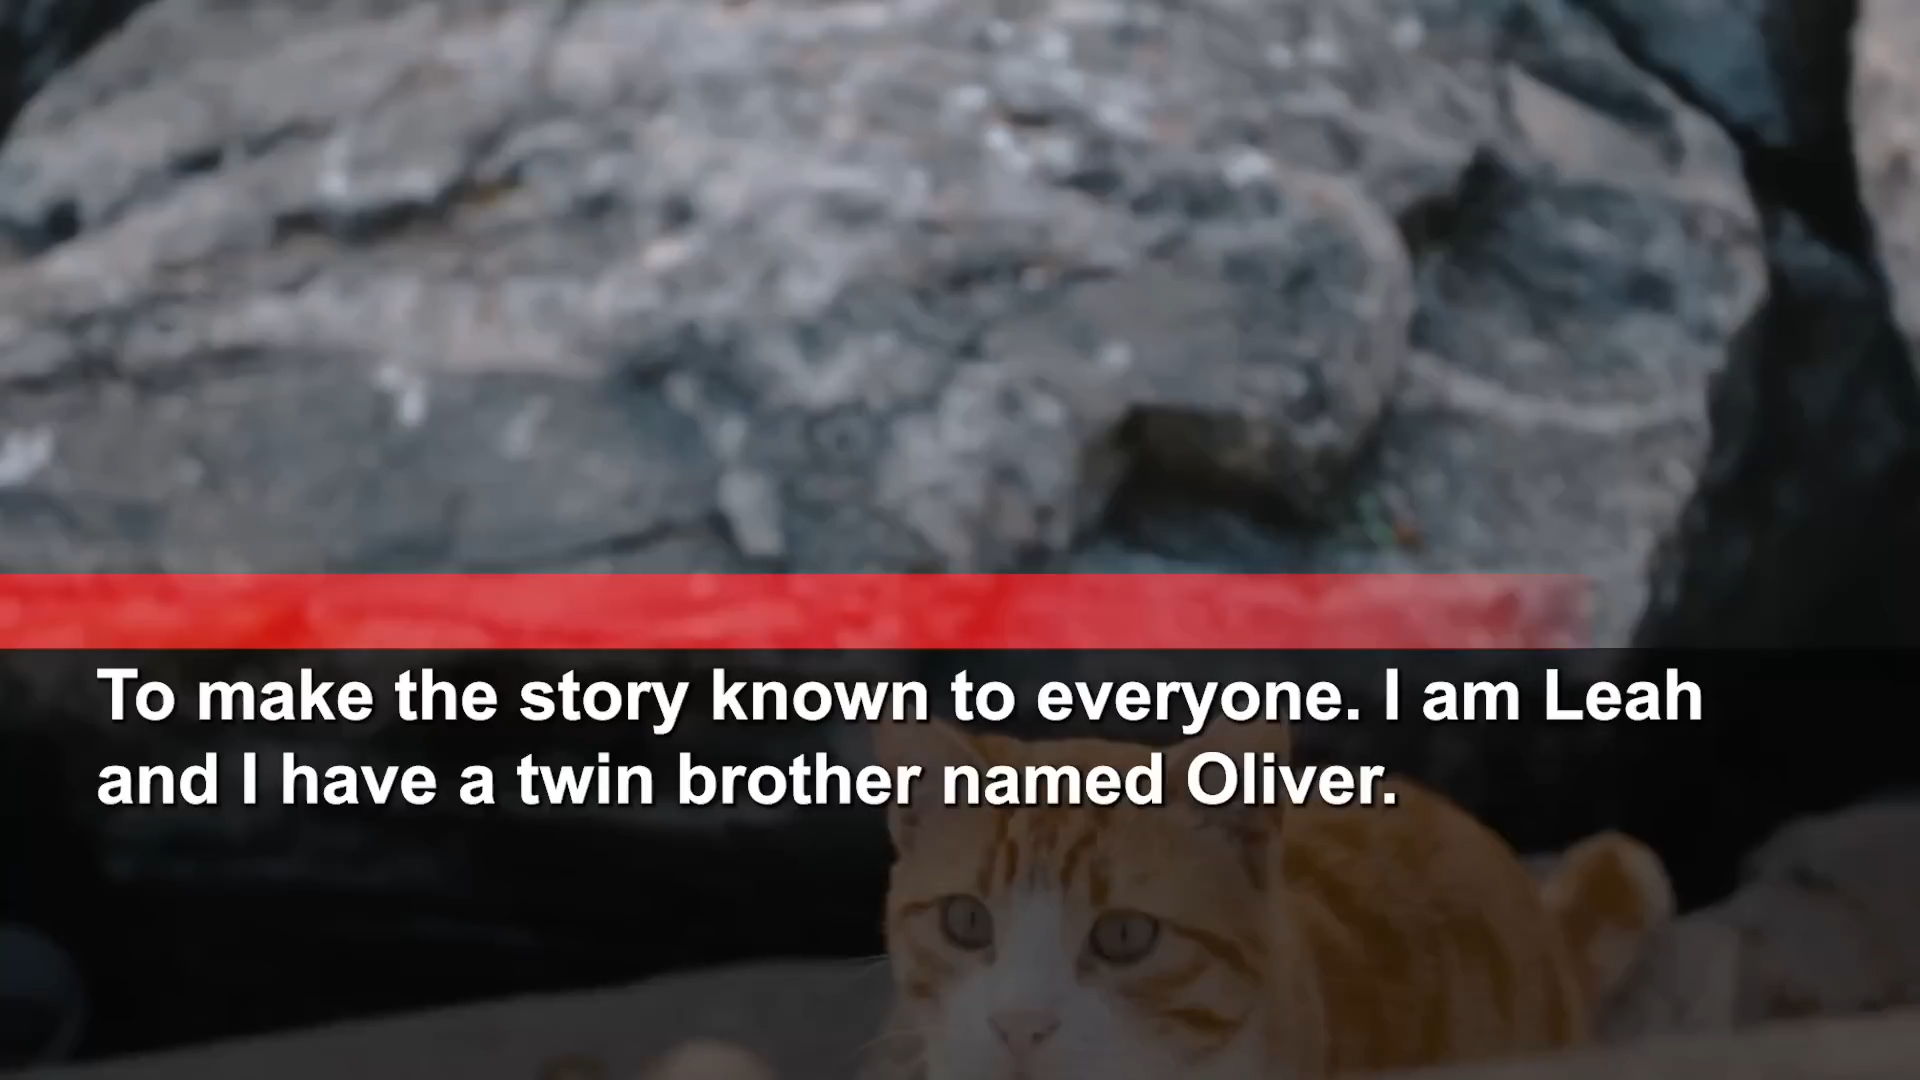 To make the story known to everyone. I am Leah
and I have a twin brother named Oliver.